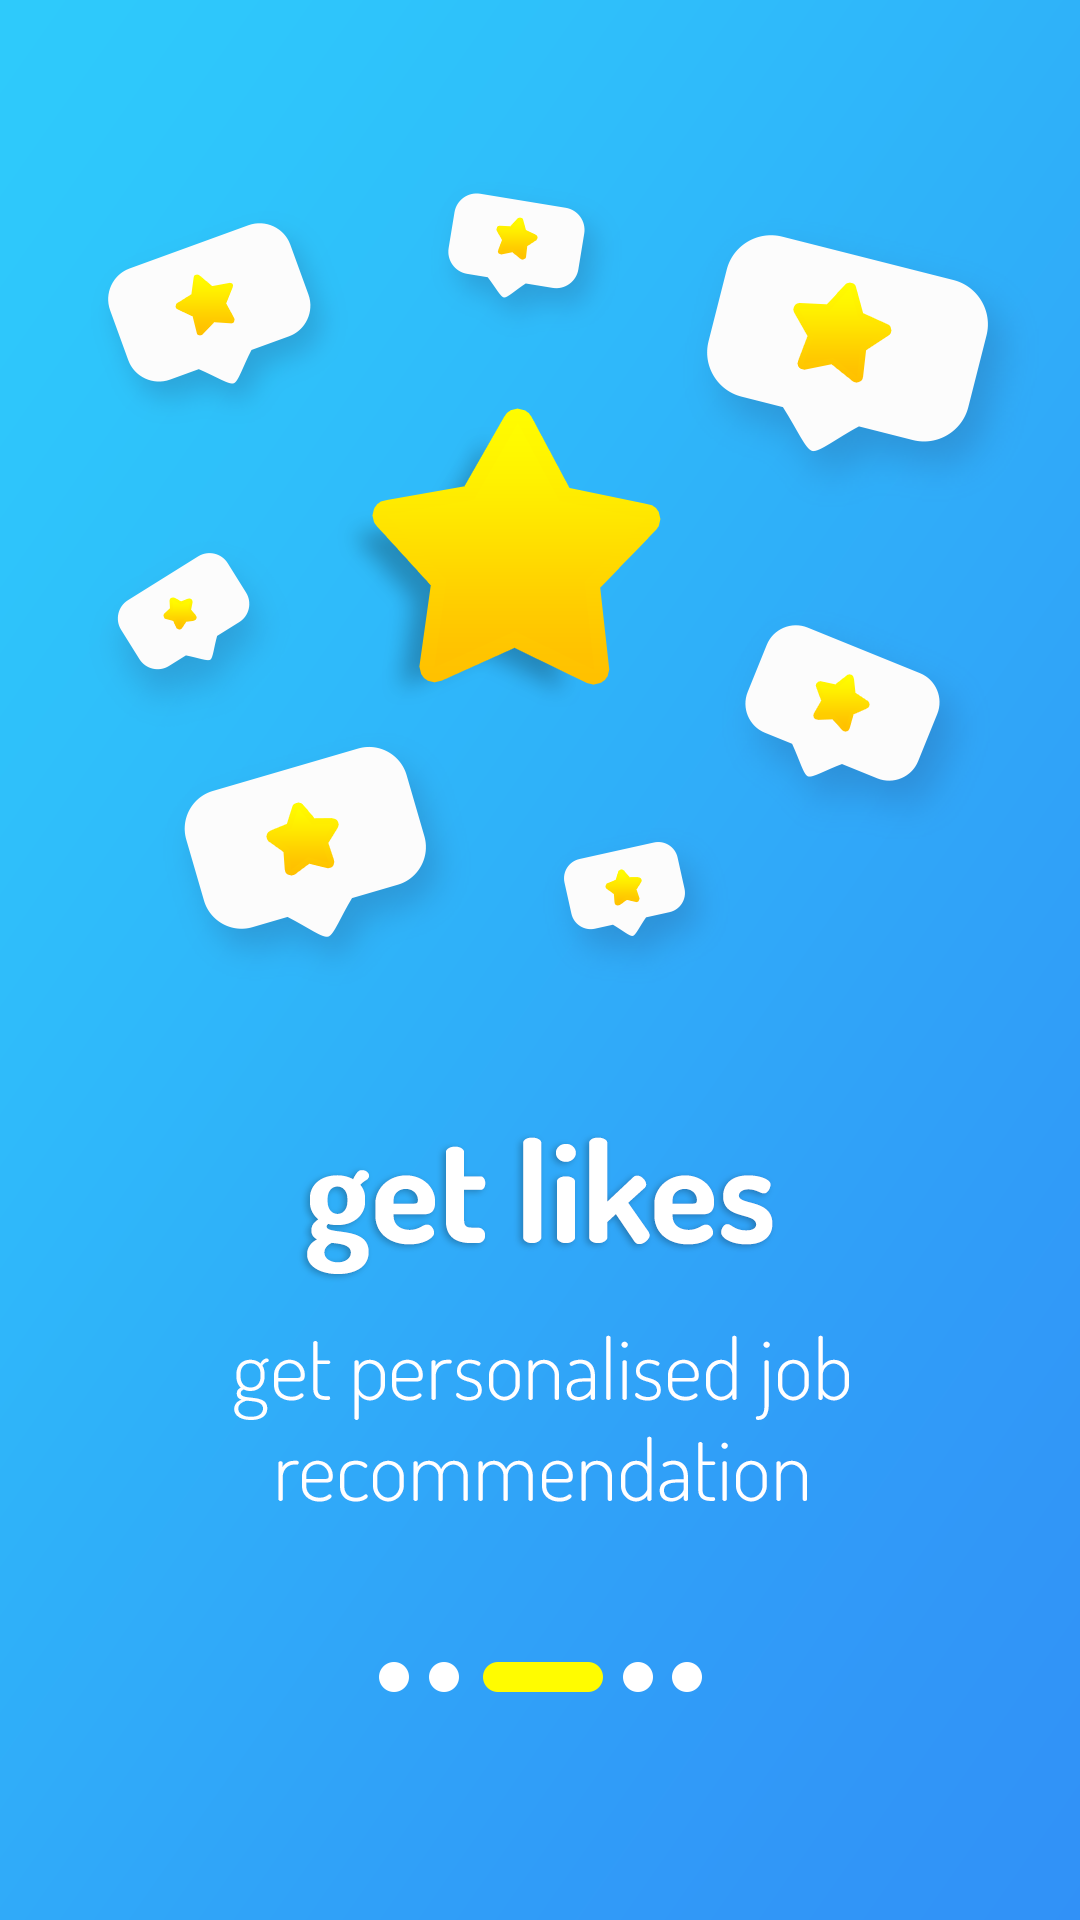 get likes
get personalised job
recommendation